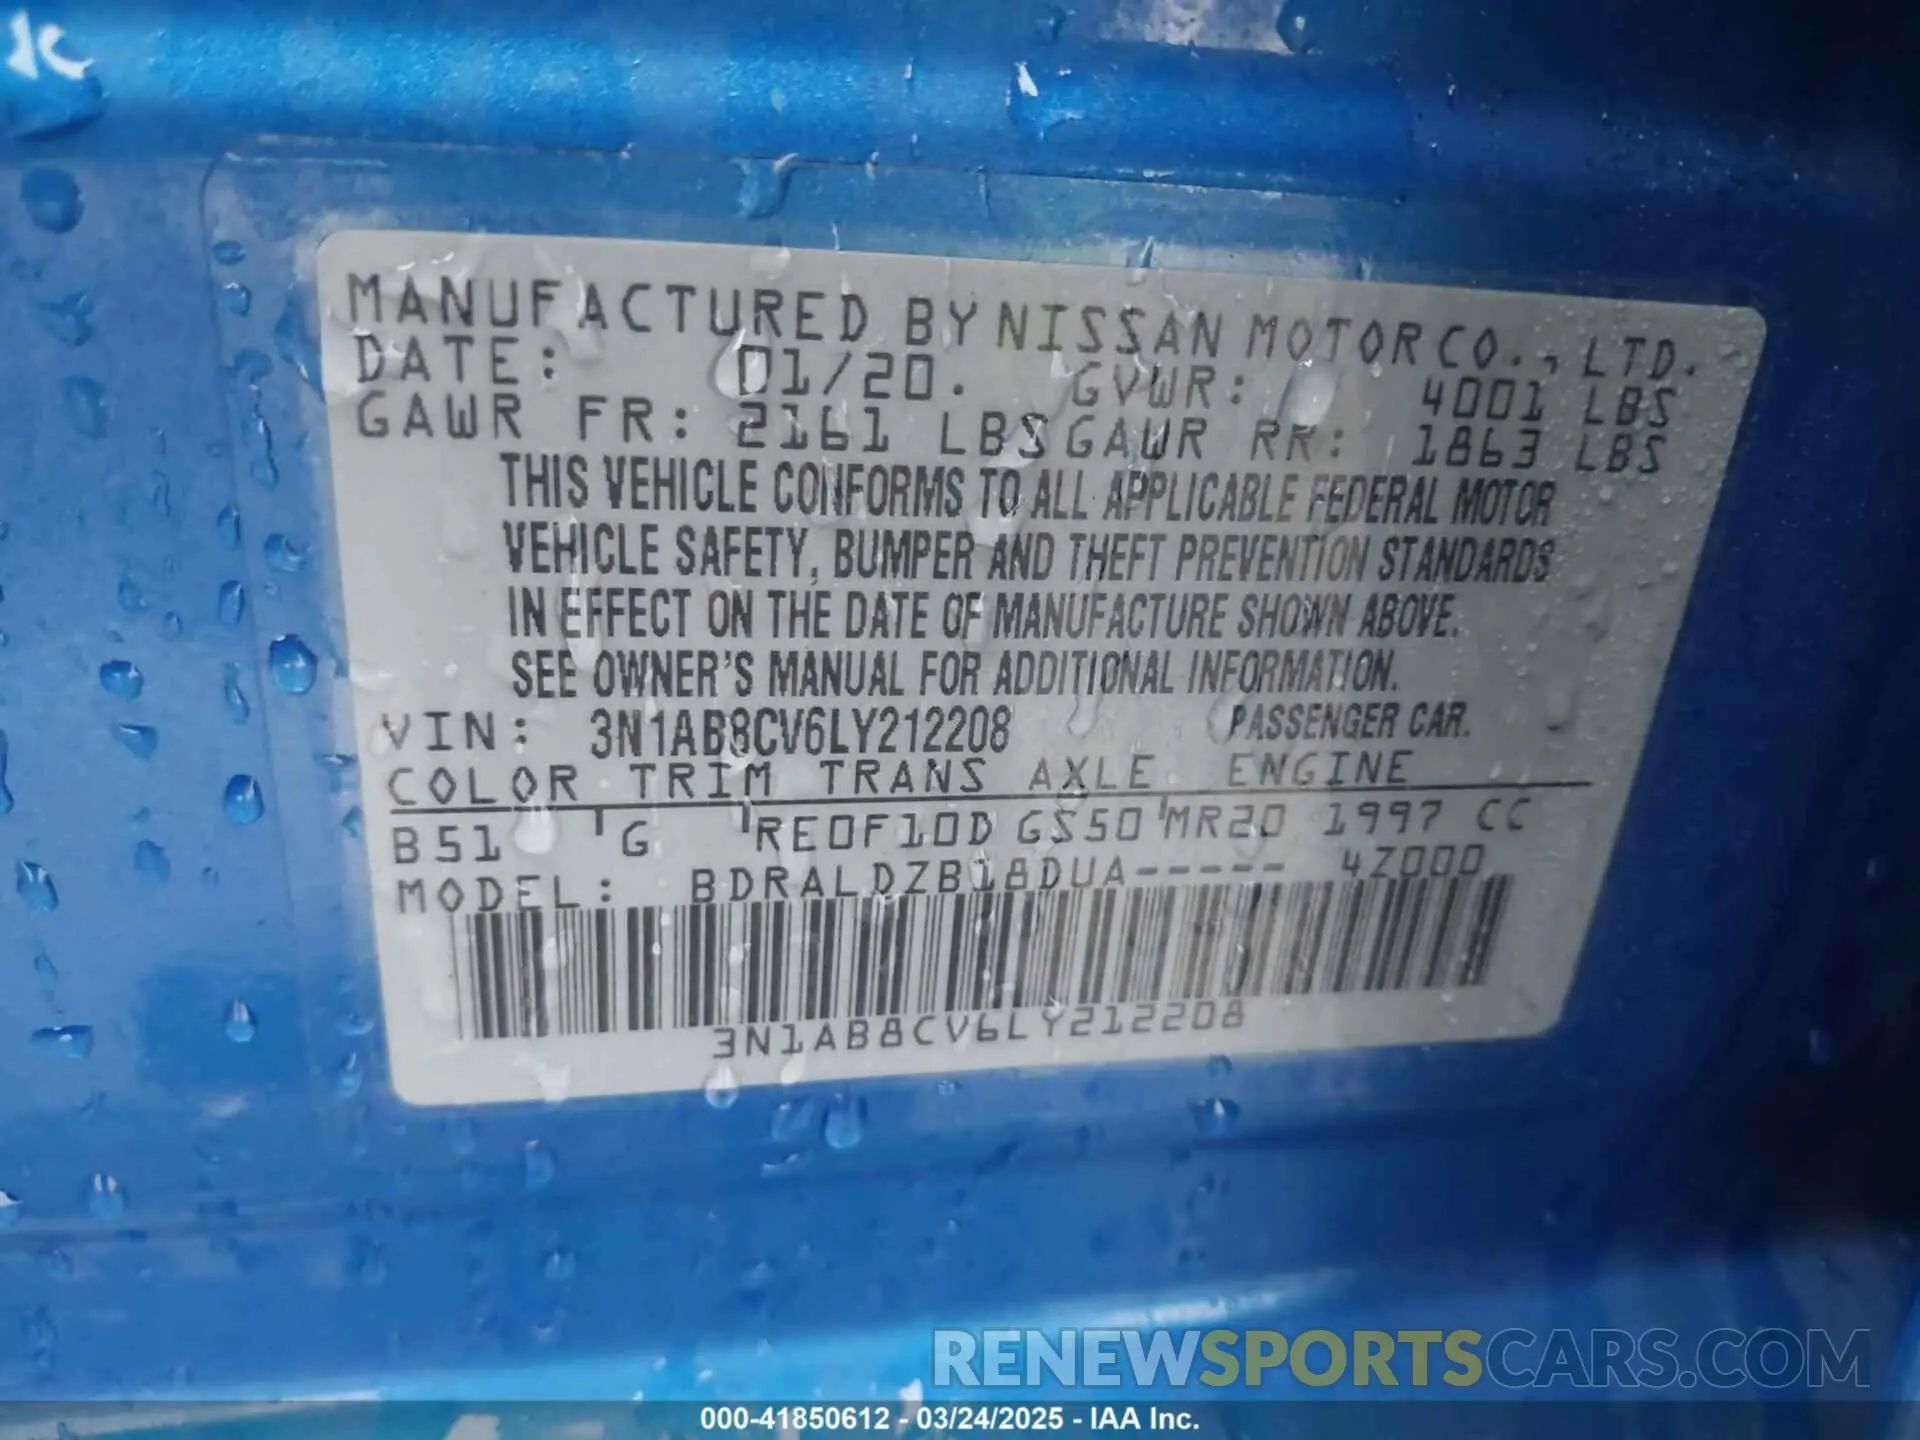 MANUFACTURED BY NISSAN MOTOR CO., LTD.
DATE: 01/20. GVWR: 4001 LBS
GAWR FR: 2161 LBS GAWR RR: 1863 LBS
THIS VEHICLE CONFORMS TO ALL APPLICABLE FEDERAL MOTOR
VEHICLE SAFETY, BUMPER AND THEFT PREVENTION STANDARDS
IN EFFECT ON THE DATE OF MANUFACTURE SHOWN ABOVE.
SEE OWNER'S MANUAL FOR ADDITIONAL INFORMATION.
VIN: 3N1AB8CV6LY212208 PASSENGER CAR.
COLOR TRIM TRANS AXLE ENGINE
B51 G RE0F10D GS50 MR20 1997 CC
MODEL: BDRALDZB18DUA----- 4Z000
3N1AB8CV6LY212208
RENEWSPORTSCARS.COM
000-41850612 - 03/24/2025 - IAA Inc.